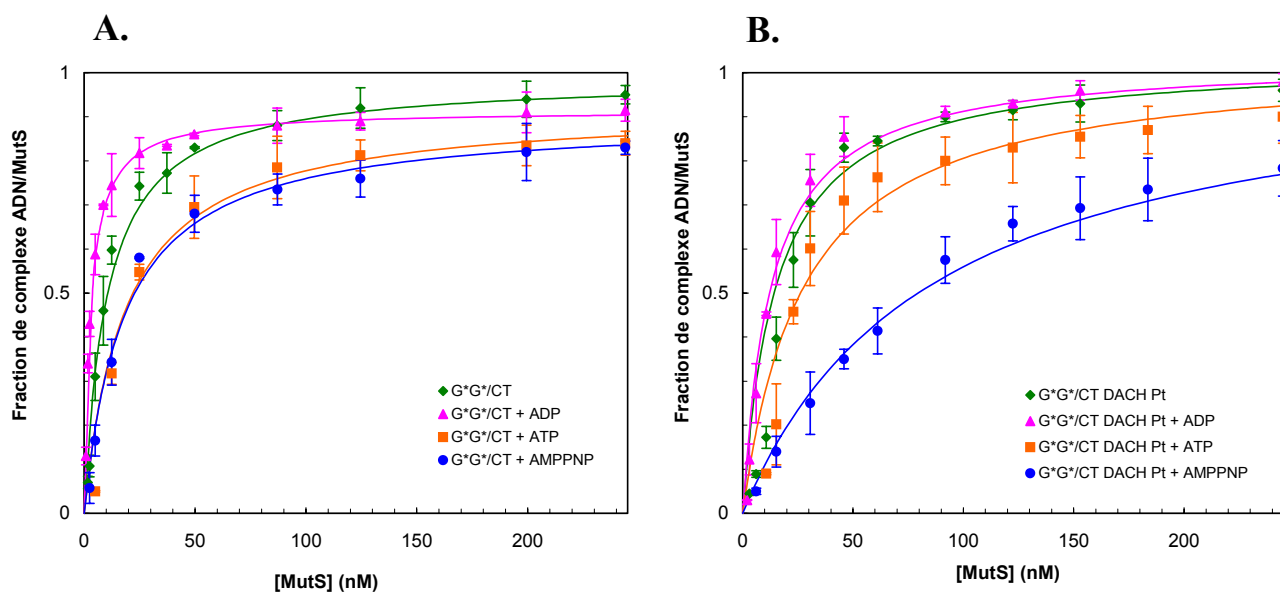 A.
Fraction de complexe ADN/MutS
1
0.5
0
0
50
100
150
200
[MutS] (nM)
G*G*/CT
G*G*/CT + ADP
G*G*/CT + ATP
G*G*/CT + AMPPNP
B.
Fraction de complexe ADN/MutS
1
0.5
0
0
50
100
150
200
[MutS] (nM)
G*G*/CT DACH Pt
G*G*/CT DACH Pt + ADP
G*G*/CT DACH Pt + ATP
G*G*/CT DACH Pt + AMPPNP